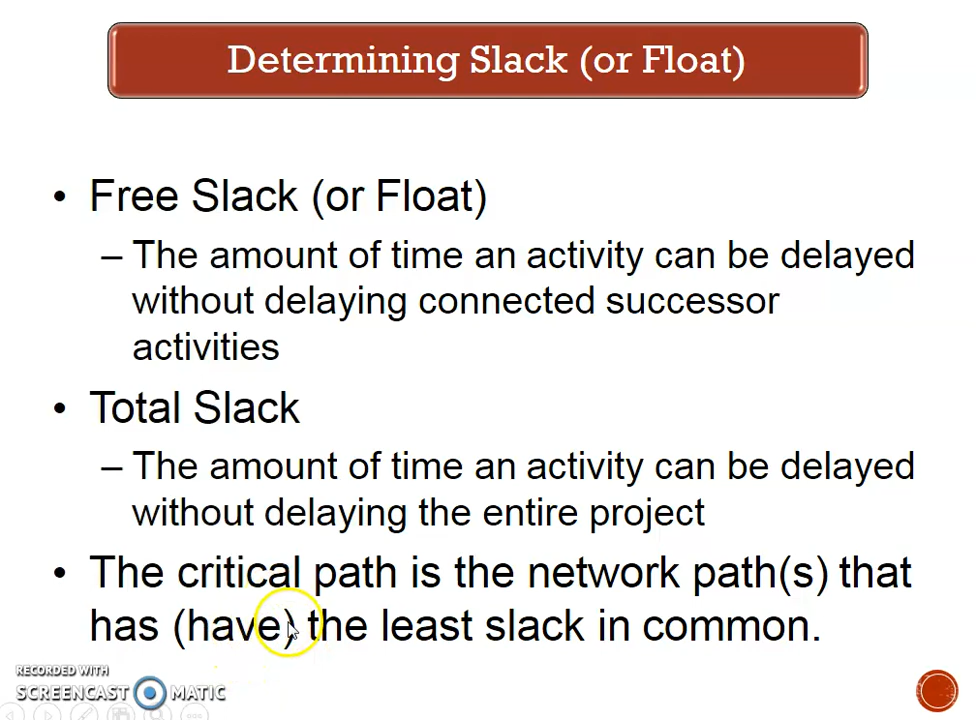 Determining Slack (or Float)
• Free Slack (or Float)
– The amount of time an activity can be delayed
without delaying connected successor
activities
• Total Slack
– The amount of time an activity can be delayed
without delaying the entire project
• The critical path is the network path(s) that
has (have) the least slack in common.
RECORDED WITH
SCREENCAST MATIC